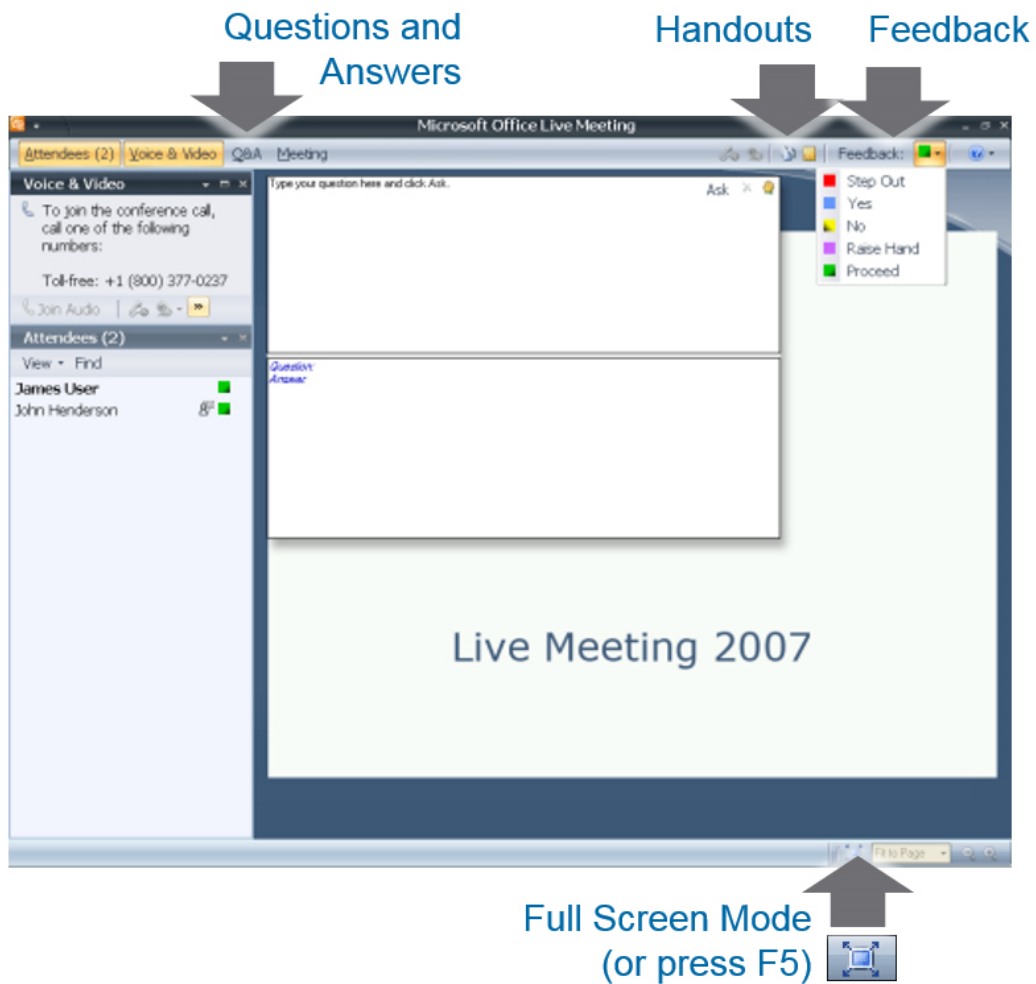 Questions and
Answers
Handouts
Feedback
Microsoft Office Live Meeting
Attendees (2) Voice & Video Q&A Meeting
Feedback:
Voice & Video
To join the conference call,
call one of the following
numbers:
Toll-free: +1 (800) 377-0237
Join Audio
Attendees (2)
View Find
James User
John Henderson
Type your question here and click Ask.
Ask
Question:
Answer
Step Out
Yes
No
Raise Hand
Proceed
Live Meeting 2007
Fit to Page
Full Screen Mode
(or press F5)